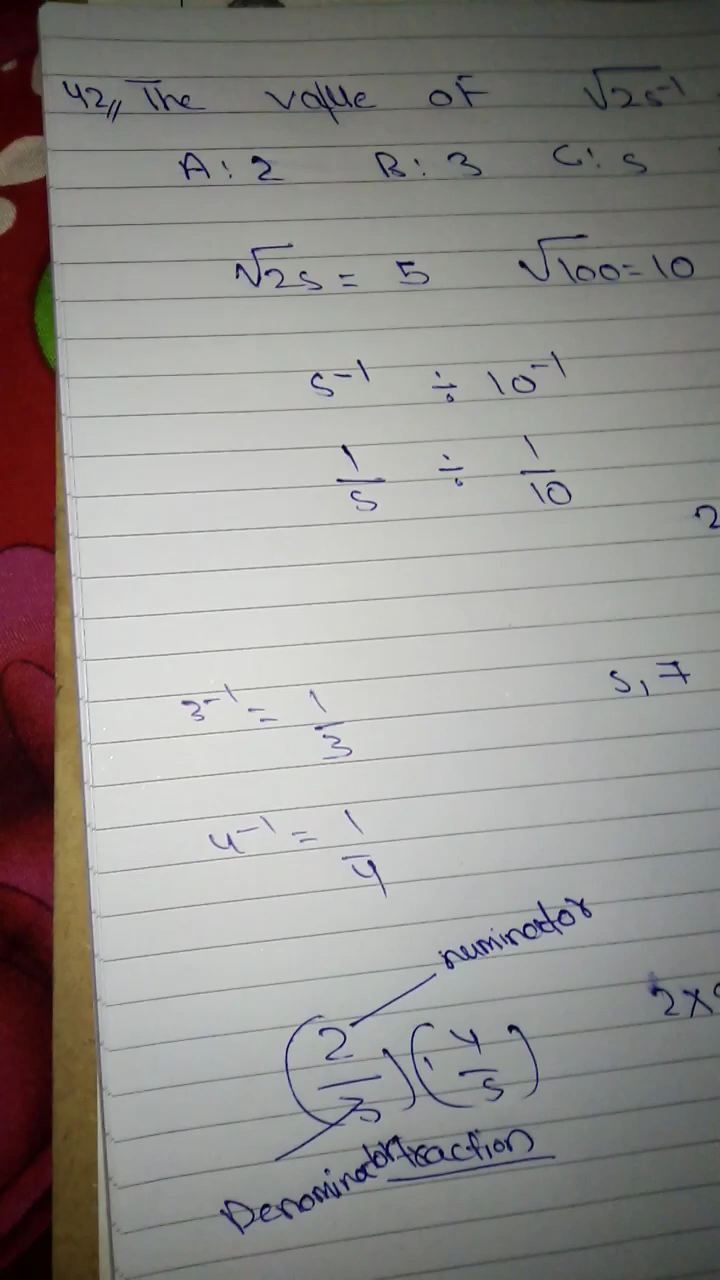 42,, The value of √25⁻¹
A: 2 B: 3 C: 5
√25 = 5 √100=10
5⁻¹ ÷ 10⁻¹
1/5 ÷ 1/10
2
3⁻¹ = 1/3
5,7
4⁻¹ = 1/4
numinator
(2/3)(4/5)
2x
Denominator fraction